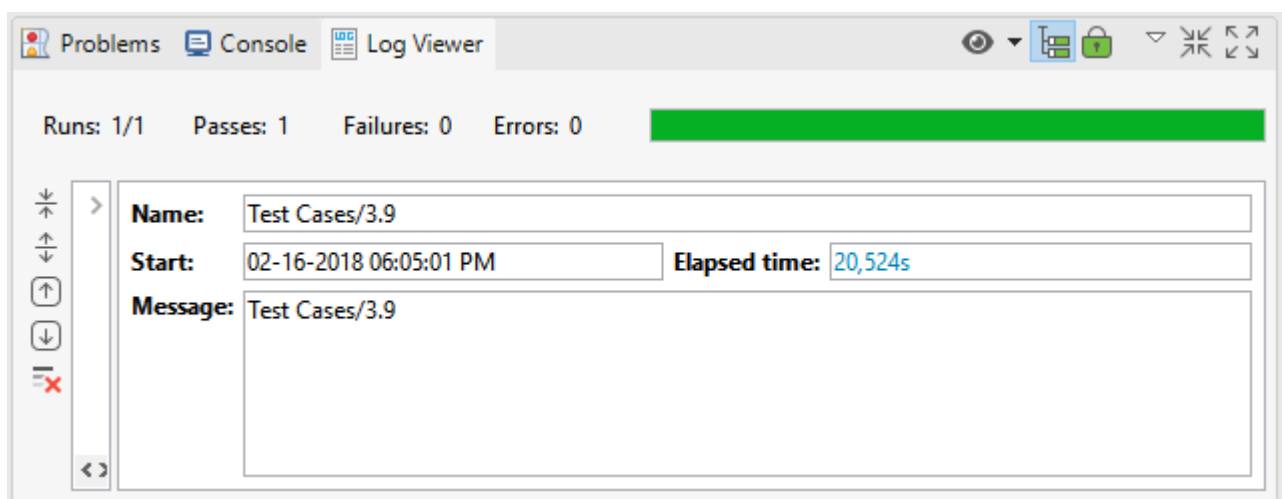 Problems Console Log Viewer
Runs: 1/1 Passes: 1 Failures: 0 Errors: 0
Name: Test Cases/3.9
Start: 02-16-2018 06:05:01 PM Elapsed time: 20,524s
Message: Test Cases/3.9